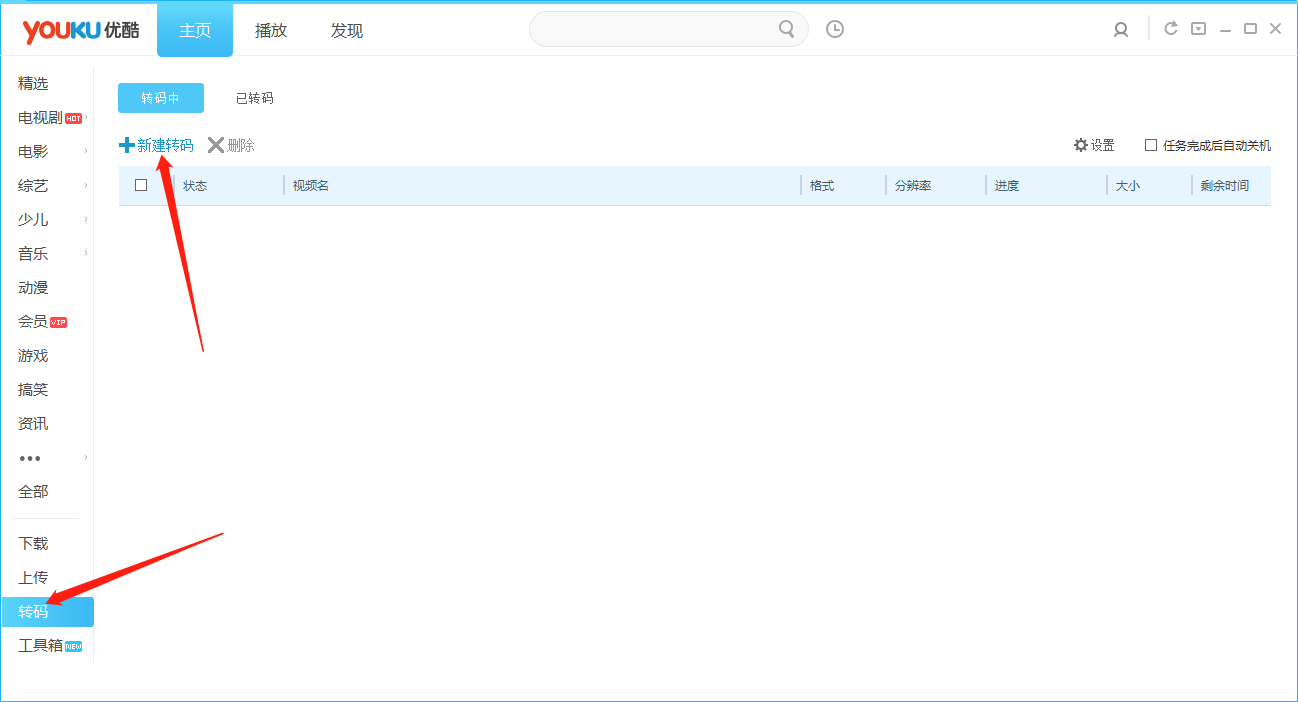 YOUKU 优酷 主页 播放 发现
精选
电视剧 HOT
电影
综艺
少儿
音乐
动漫
会员 VIP
游戏
搞笑
资讯
•••
全部
下载
上传
转码
工具箱 NEW
转码中 已转码
新建转码 删除 设置 任务完成后自动关机
状态 视频名 格式 分辨率 进度 大小 剩余时间